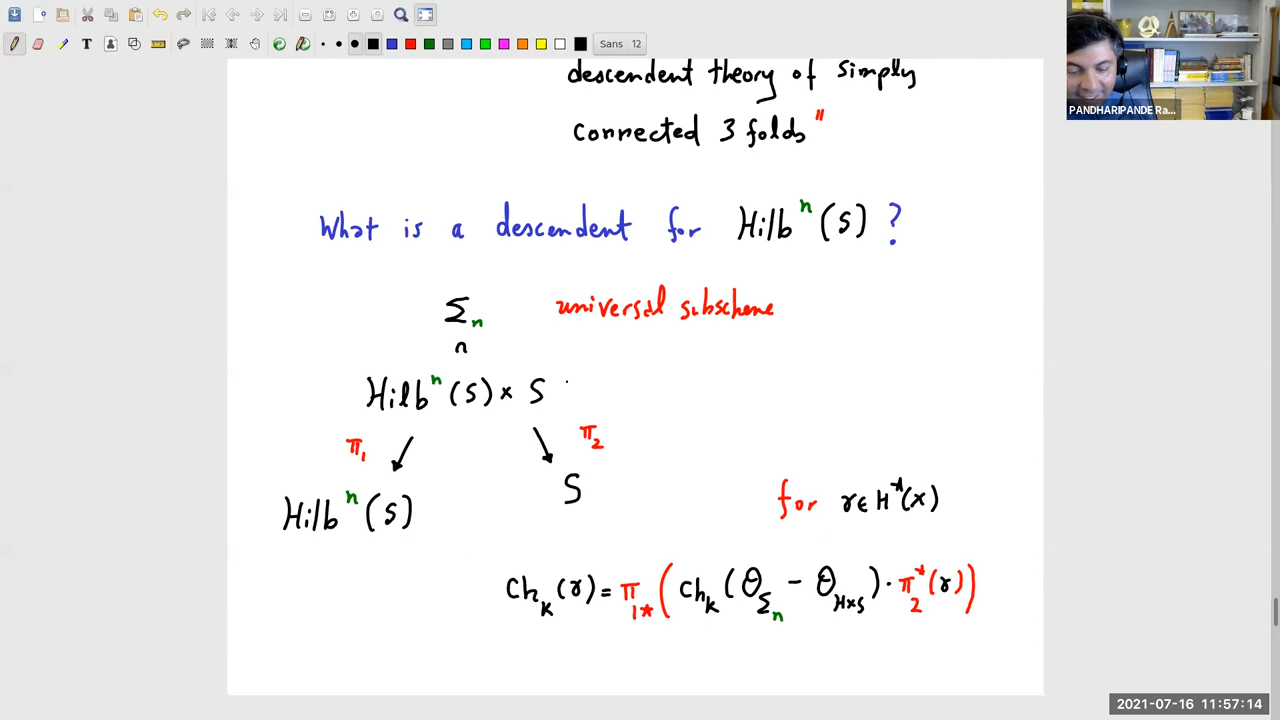 Sans 12
PANDHARIPANDE Ra...
descendent theory of simply
connected 3 folds "
What is a descendent for Hilb^n (S) ?
Σ_n universal subscheme
∩
Hilb^n (S) × S
π_1 π_2
Hilb^n (S) S
for γ ∈ H^*(X)
Ch_k (γ) = π_1* ( Ch_k ( O_Σ_n − O_H×S ) · π_2^* (γ) )
2021-07-16 11:57:14